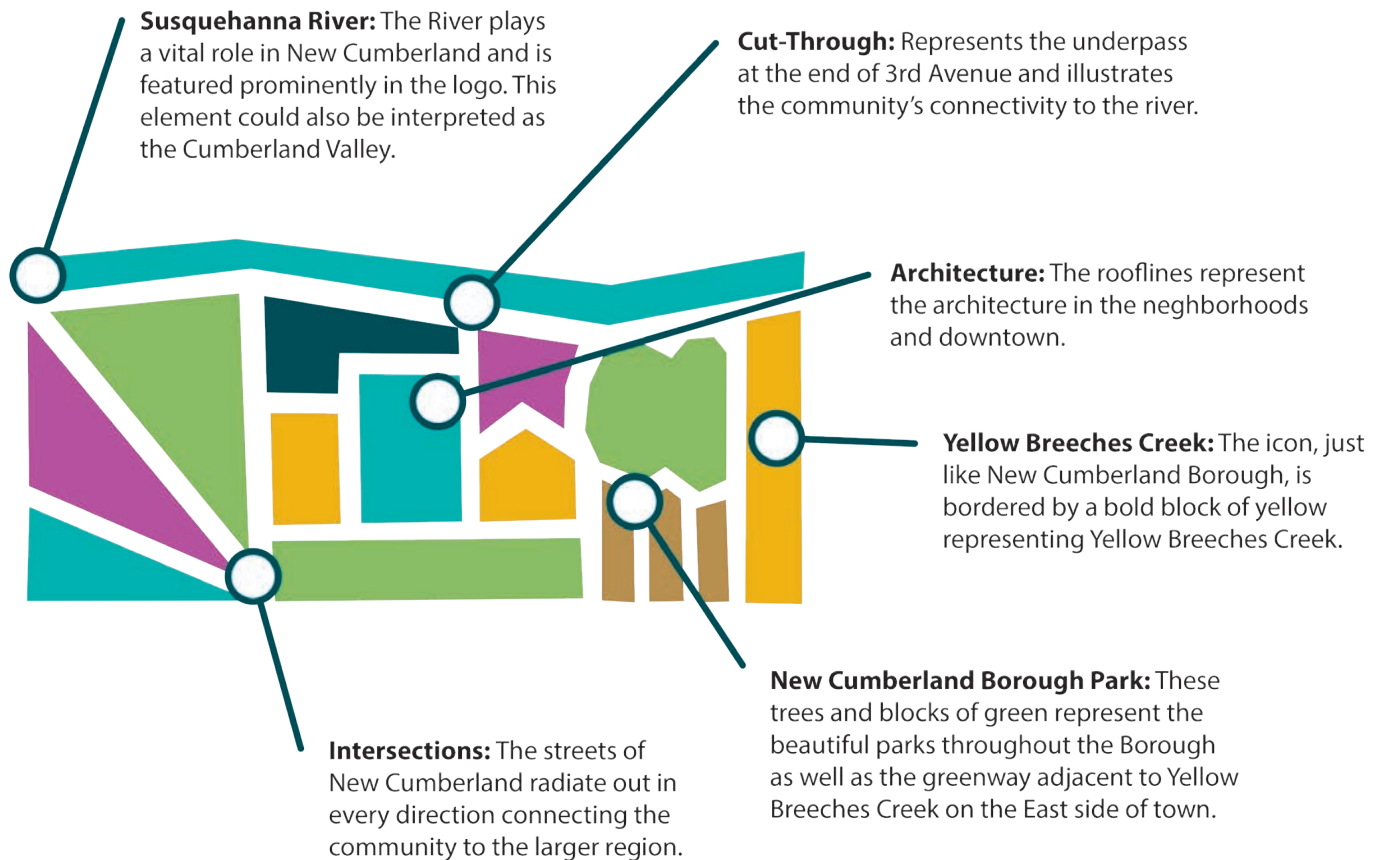 Susquehanna River: The River plays
a vital role in New Cumberland and is
featured prominently in the logo. This
element could also be interpreted as
the Cumberland Valley.
Cut-Through: Represents the underpass
at the end of 3rd Avenue and illustrates
the community’s connectivity to the river.
Architecture: The rooflines represent
the architecture in the neghborhoods
and downtown.
Yellow Breeches Creek: The icon, just
like New Cumberland Borough, is
bordered by a bold block of yellow
representing Yellow Breeches Creek.
New Cumberland Borough Park: These
trees and blocks of green represent the
beautiful parks throughout the Borough
as well as the greenway adjacent to Yellow
Breeches Creek on the East side of town.
Intersections: The streets of
New Cumberland radiate out in
every direction connecting the
community to the larger region.